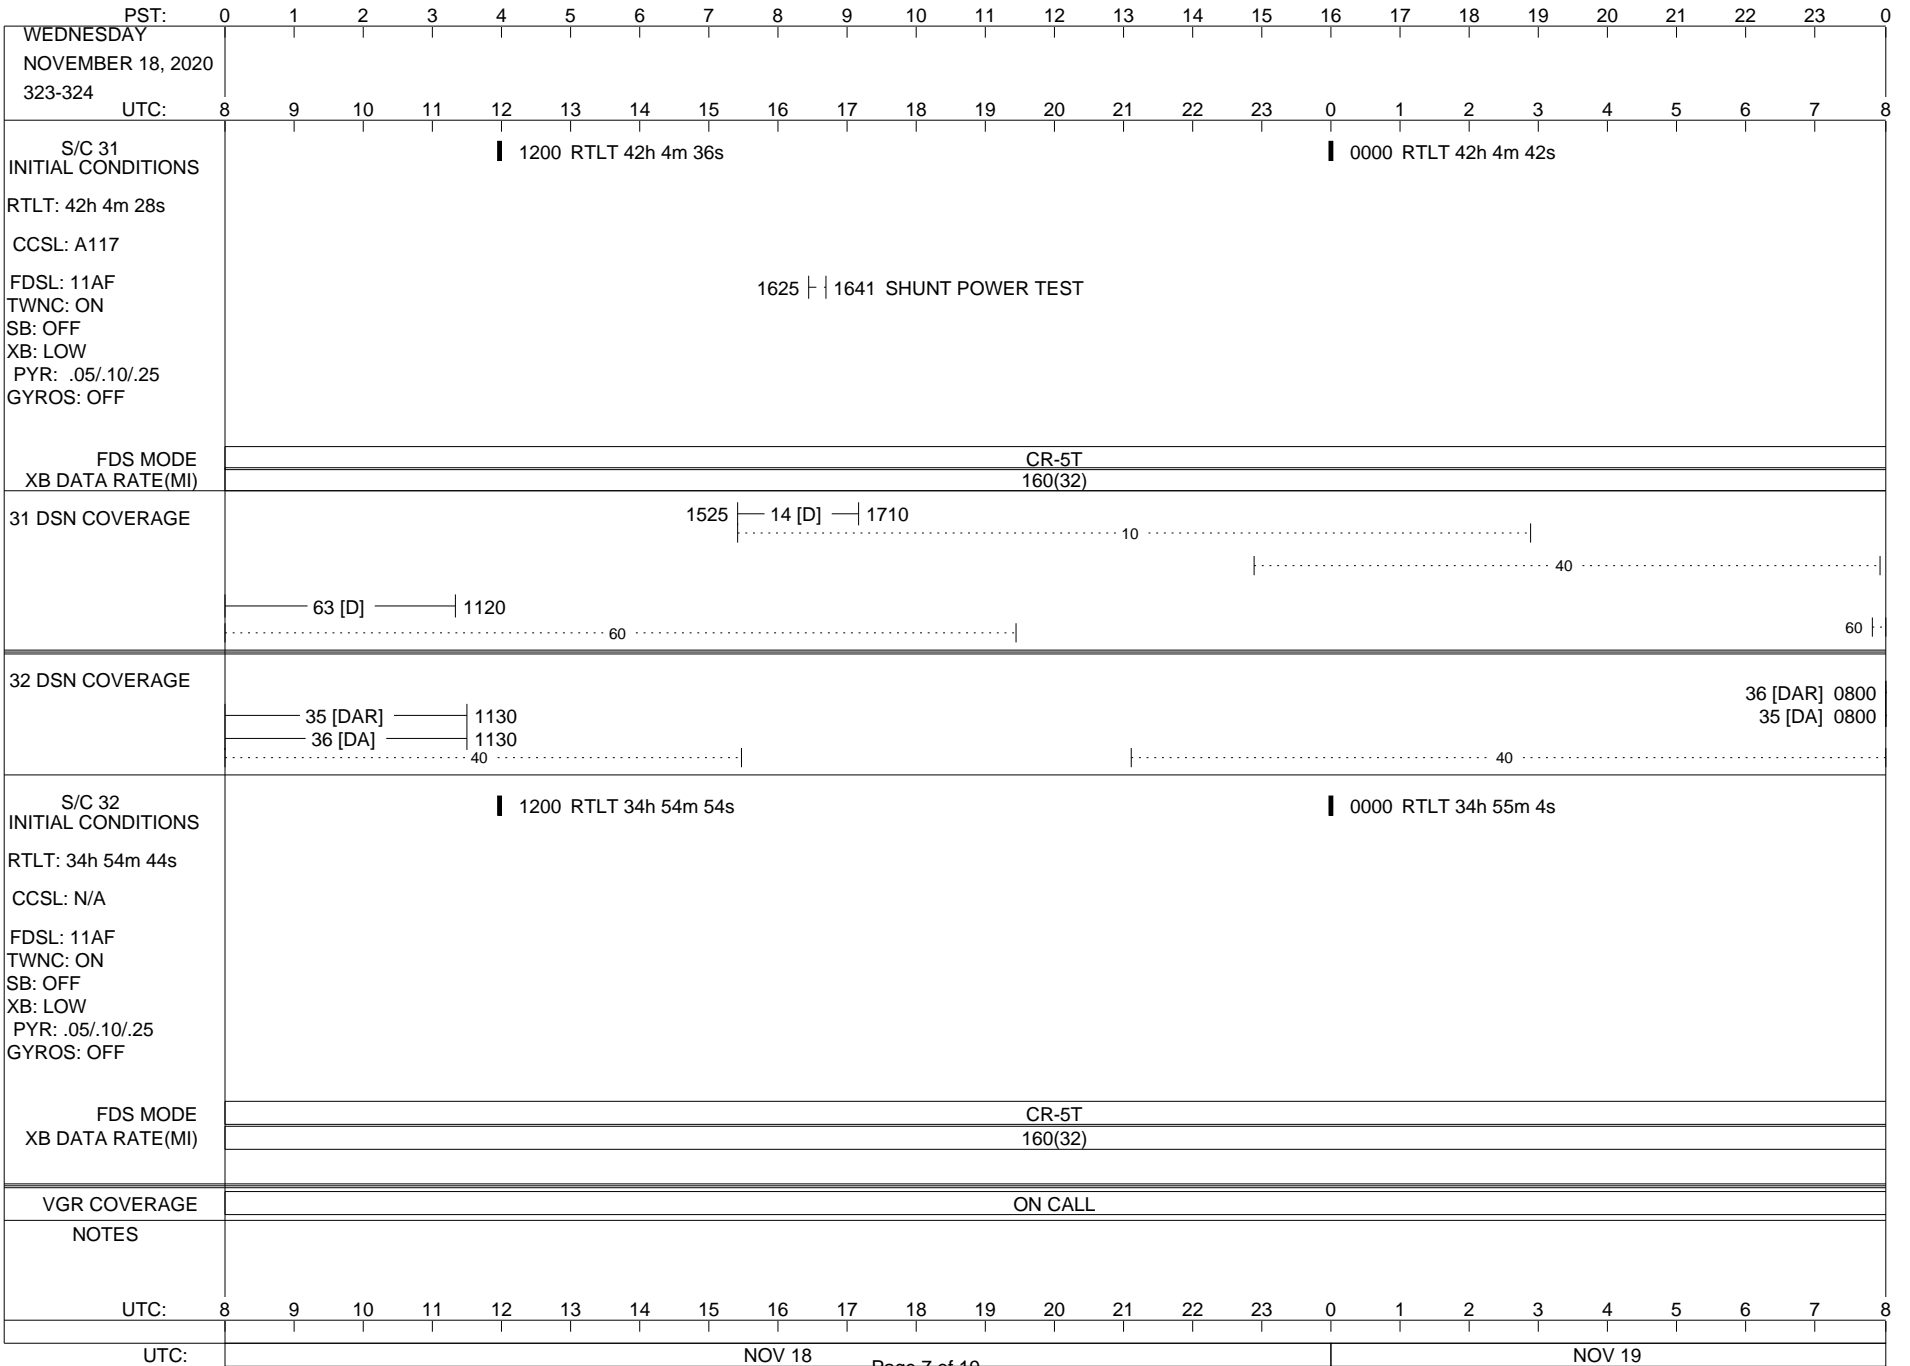 PST: 0 1 2 3 4 5 6 7 8 9 10 11 12 13 14 15 16 17 18 19 20 21 22 23 0
WEDNESDAY
NOVEMBER 18, 2020
323-324
UTC: 8 9 10 11 12 13 14 15 16 17 18 19 20 21 22 23 0 1 2 3 4 5 6 7 8
S/C 31
INITIAL CONDITIONS
1200 RTLT 42h 4m 36s
0000 RTLT 42h 4m 42s
RTLT: 42h 4m 28s
CCSL: A117
FDSL: 11AF
1625 1641 SHUNT POWER TEST
TWNC: ON
SB: OFF
XB: LOW
PYR: .05/.10/.25
GYROS: OFF
FDS MODE CR-5T
XB DATA RATE(MI) 160(32)
31 DSN COVERAGE
1525 14 [D] 1710
10
40
63 [D] 1120
60
60
32 DSN COVERAGE
36 [DAR] 0800
35 [DAR] 1130
35 [DA] 0800
36 [DA] 1130
40
40
S/C 32
INITIAL CONDITIONS
1200 RTLT 34h 54m 54s
0000 RTLT 34h 55m 4s
RTLT: 34h 54m 44s
CCSL: N/A
FDSL: 11AF
TWNC: ON
SB: OFF
XB: LOW
PYR: .05/.10/.25
GYROS: OFF
FDS MODE CR-5T
XB DATA RATE(MI) 160(32)
VGR COVERAGE ON CALL
NOTES
UTC: 8 9 10 11 12 13 14 15 16 17 18 19 20 21 22 23 0 1 2 3 4 5 6 7 8
UTC: NOV 18 NOV 19